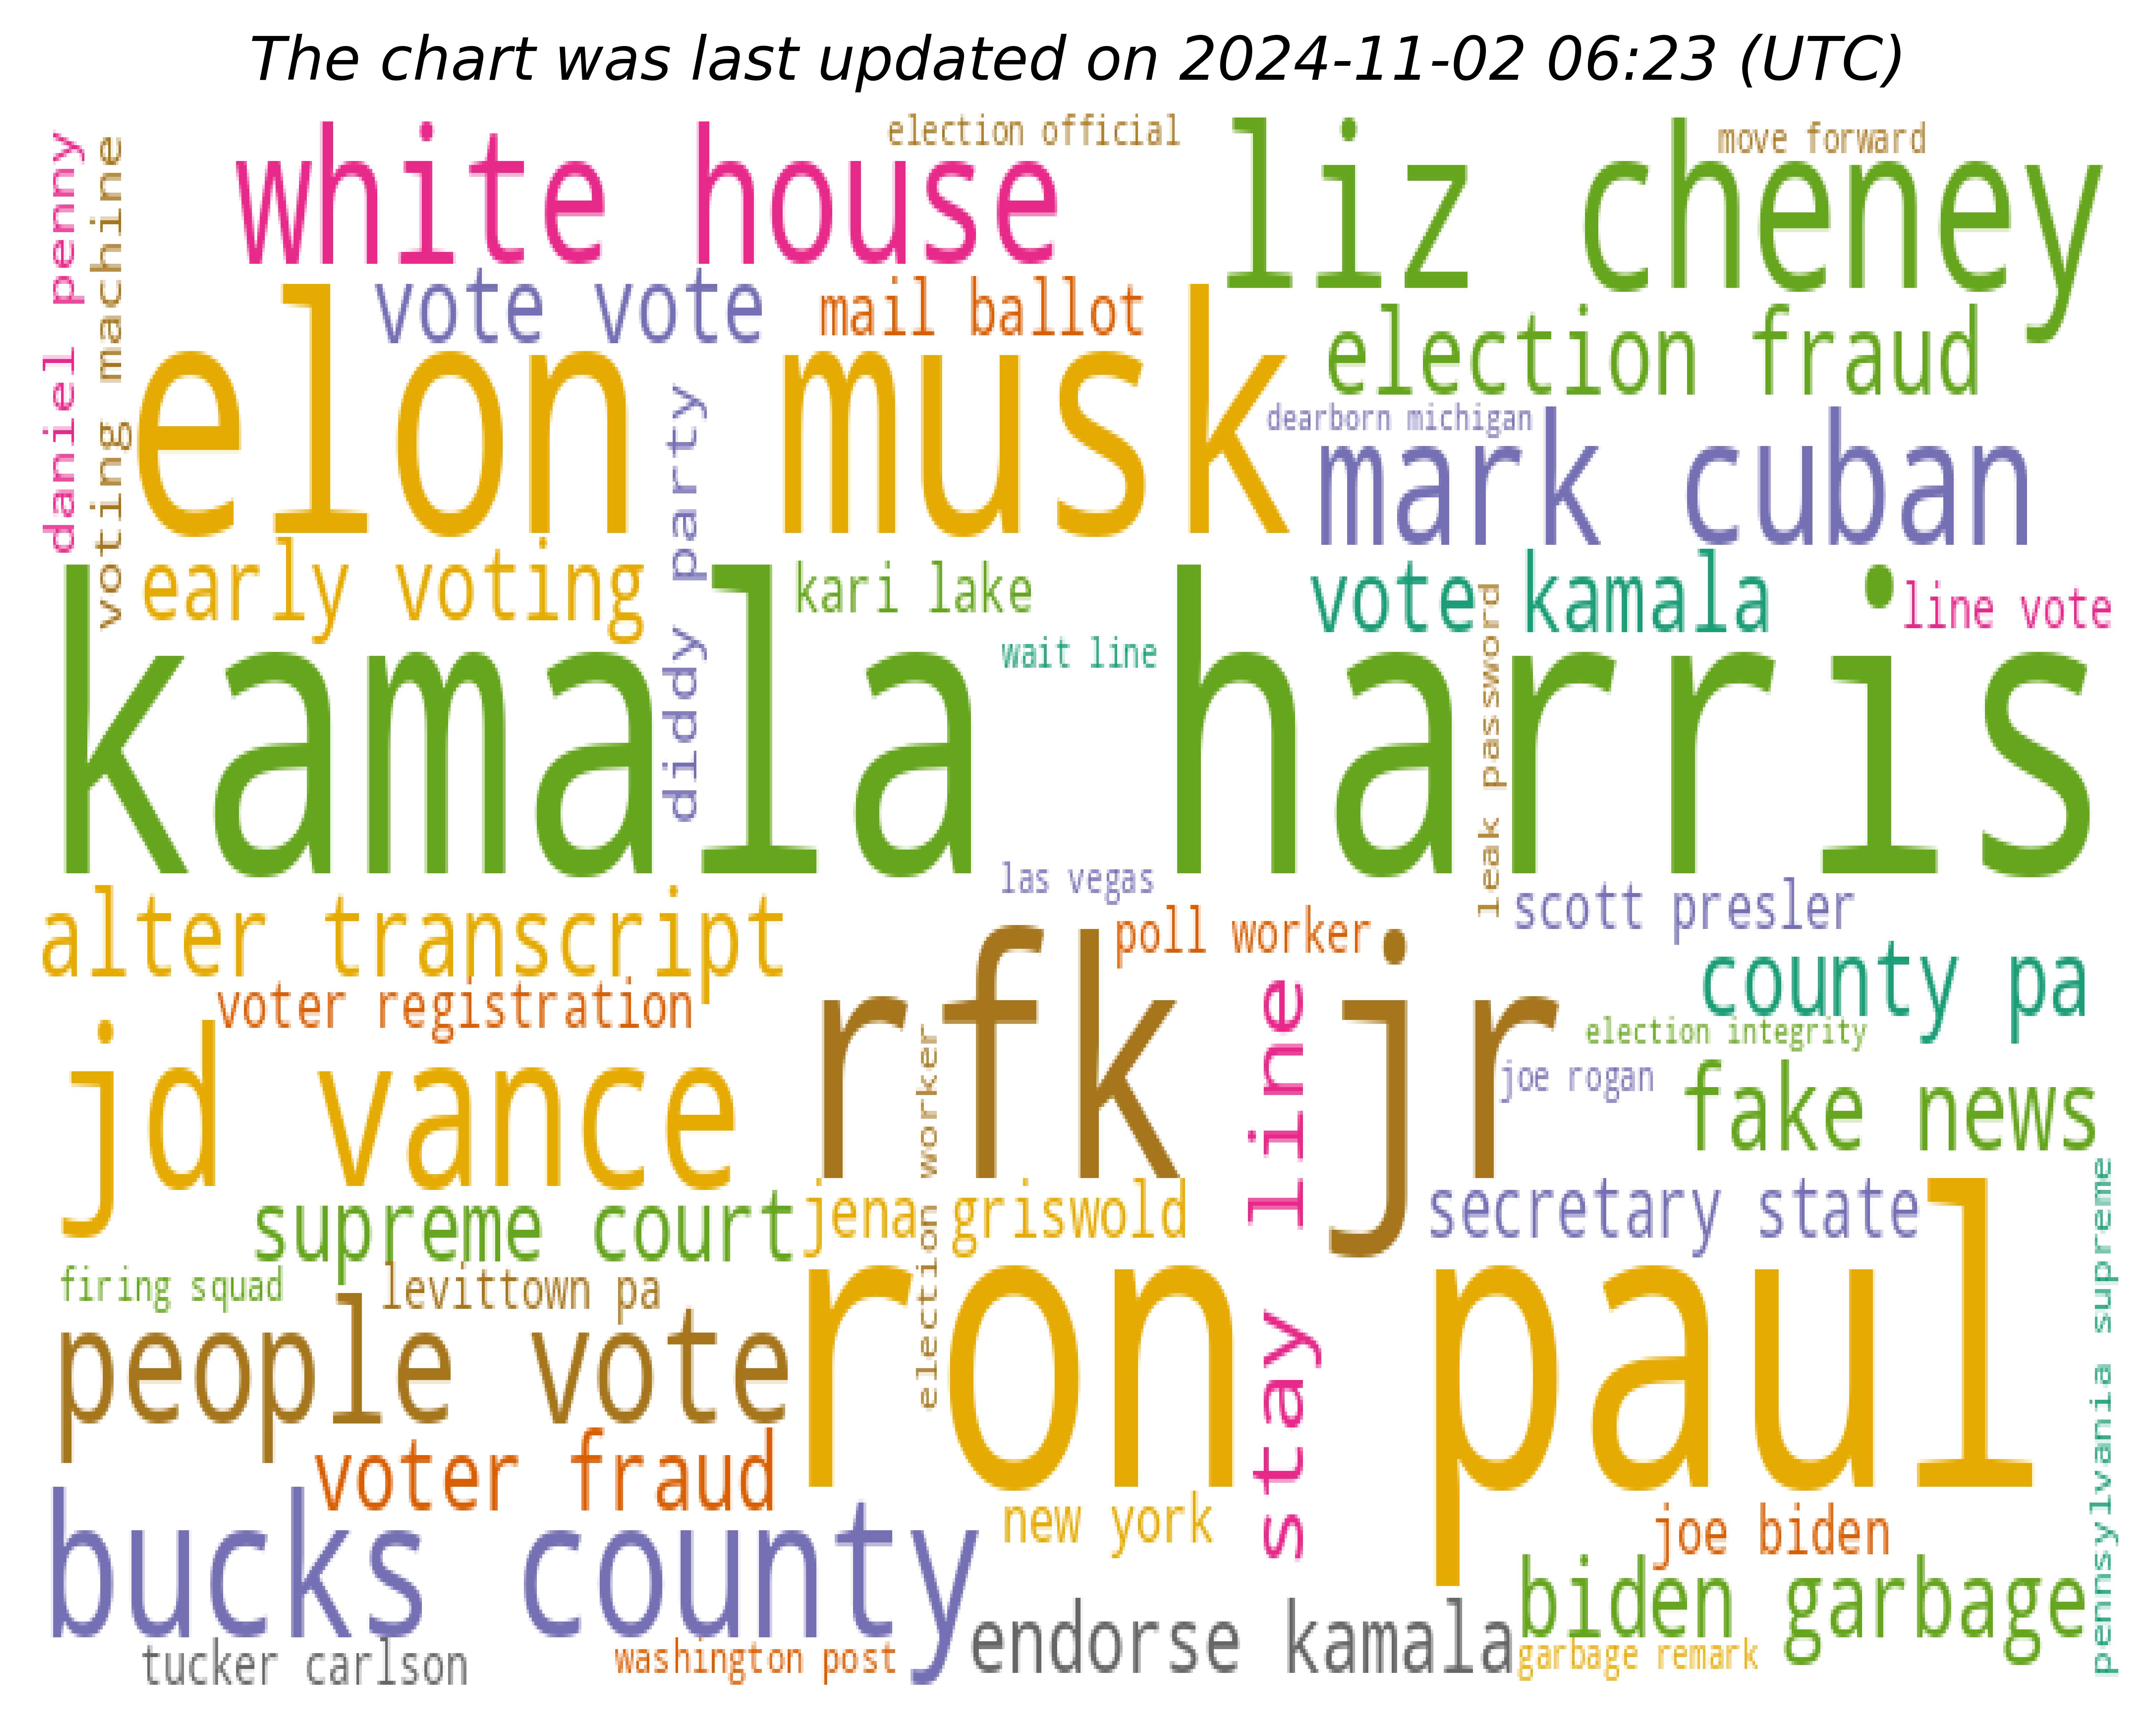 The chart was last updated on 2024-11-02 06:23 (UTC)
election official
move forward
white house
liz cheney
daniel penny
voting machine
vote vote
mail ballot
election fraud
elon musk
dearborn michigan
mark cuban
diddy party
early voting
kari lake
vote kamala
line vote
wait line
leak password
kamala harris
las vegas
scott presler
alter transcript
poll worker
county pa
voter registration
rfk jr
stay line
election integrity
election worker
joe rogan
fake news
jd vance
pennsylvania supreme
supreme court
jena griswold
secretary state
firing squad
levittown pa
people vote
ron paul
voter fraud
new york
joe biden
bucks county
biden garbage
endorse kamala
tucker carlson
washington post
garbage remark